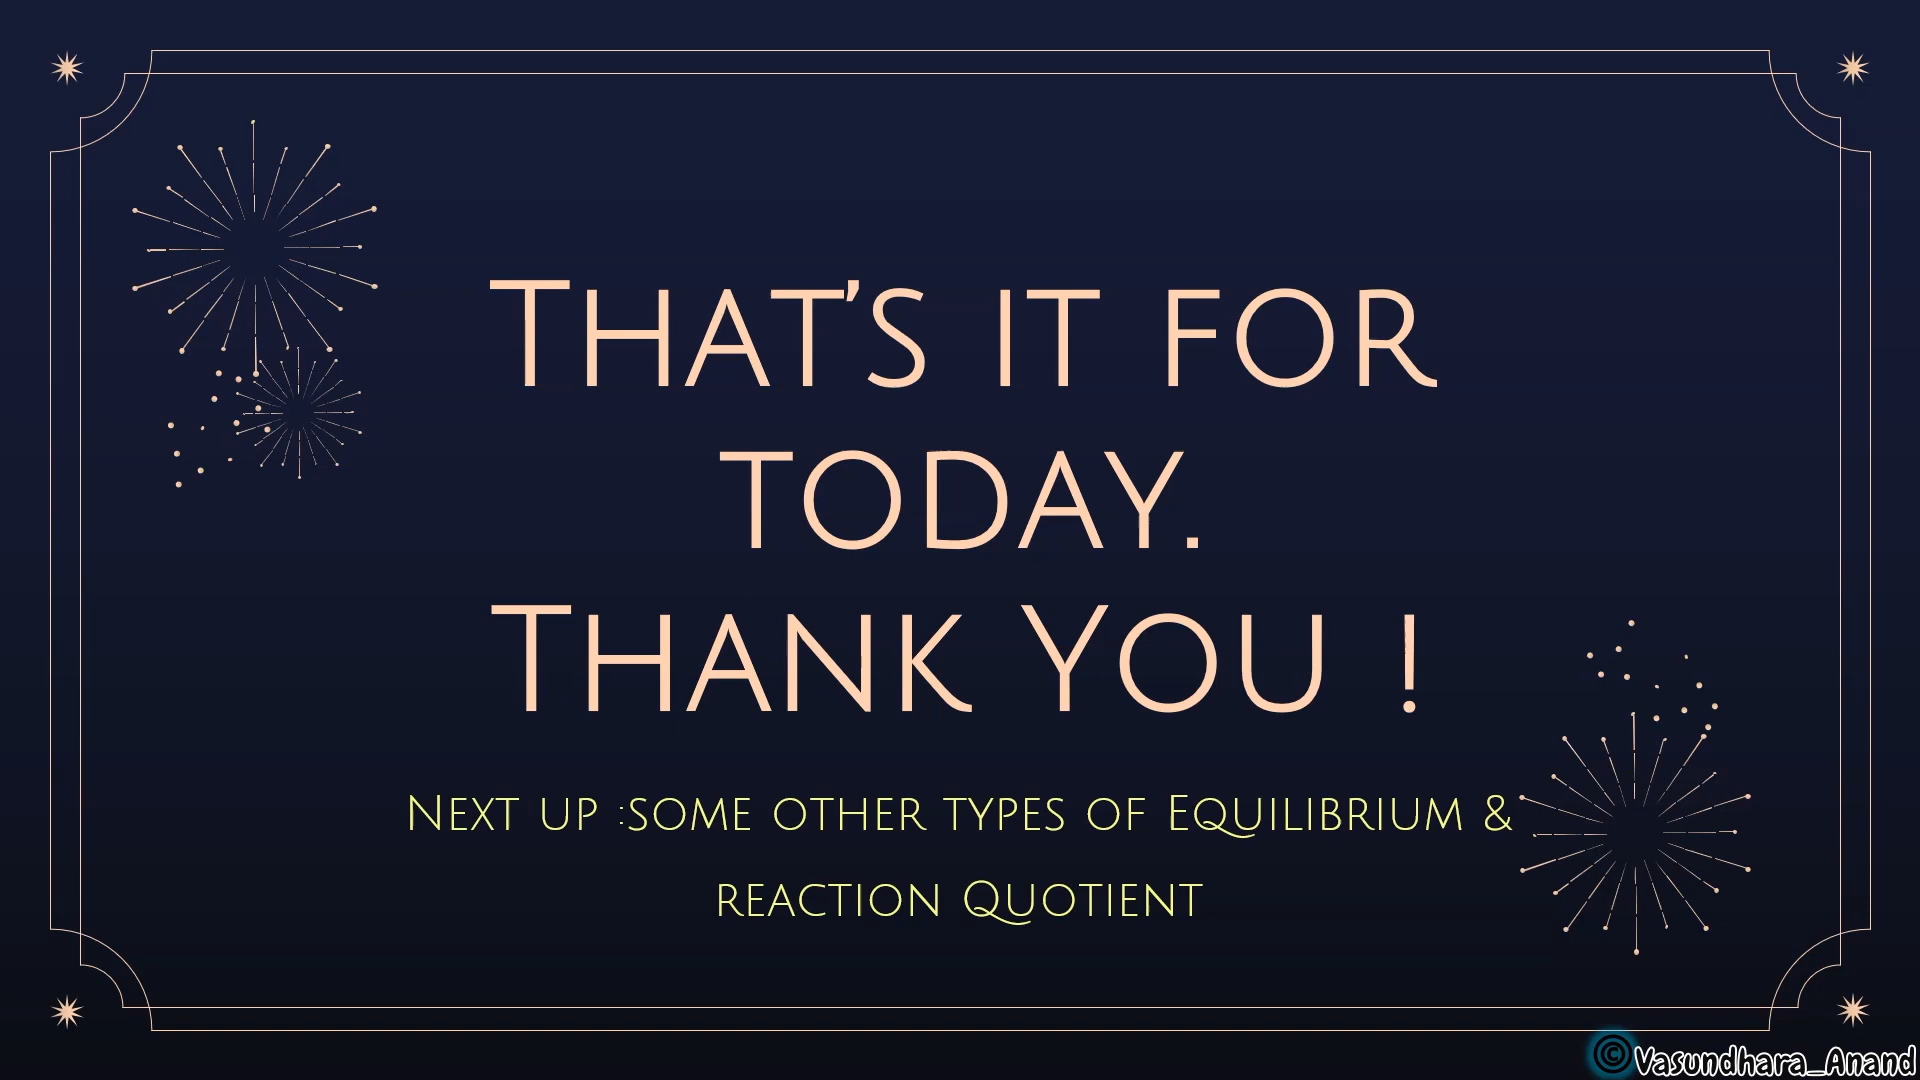 That's it for
today.
Thank You !
Next up :some other types of Equilibrium &
reaction Quotient
©Vasundhara_Anand